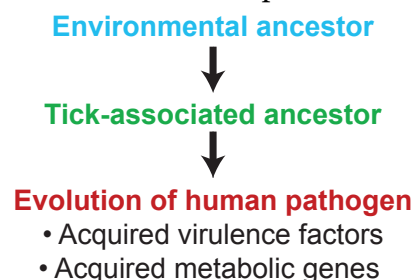 Environmental ancestor
Tick-associated ancestor
Evolution of human pathogen
• Acquired virulence factors
• Acquired metabolic genes